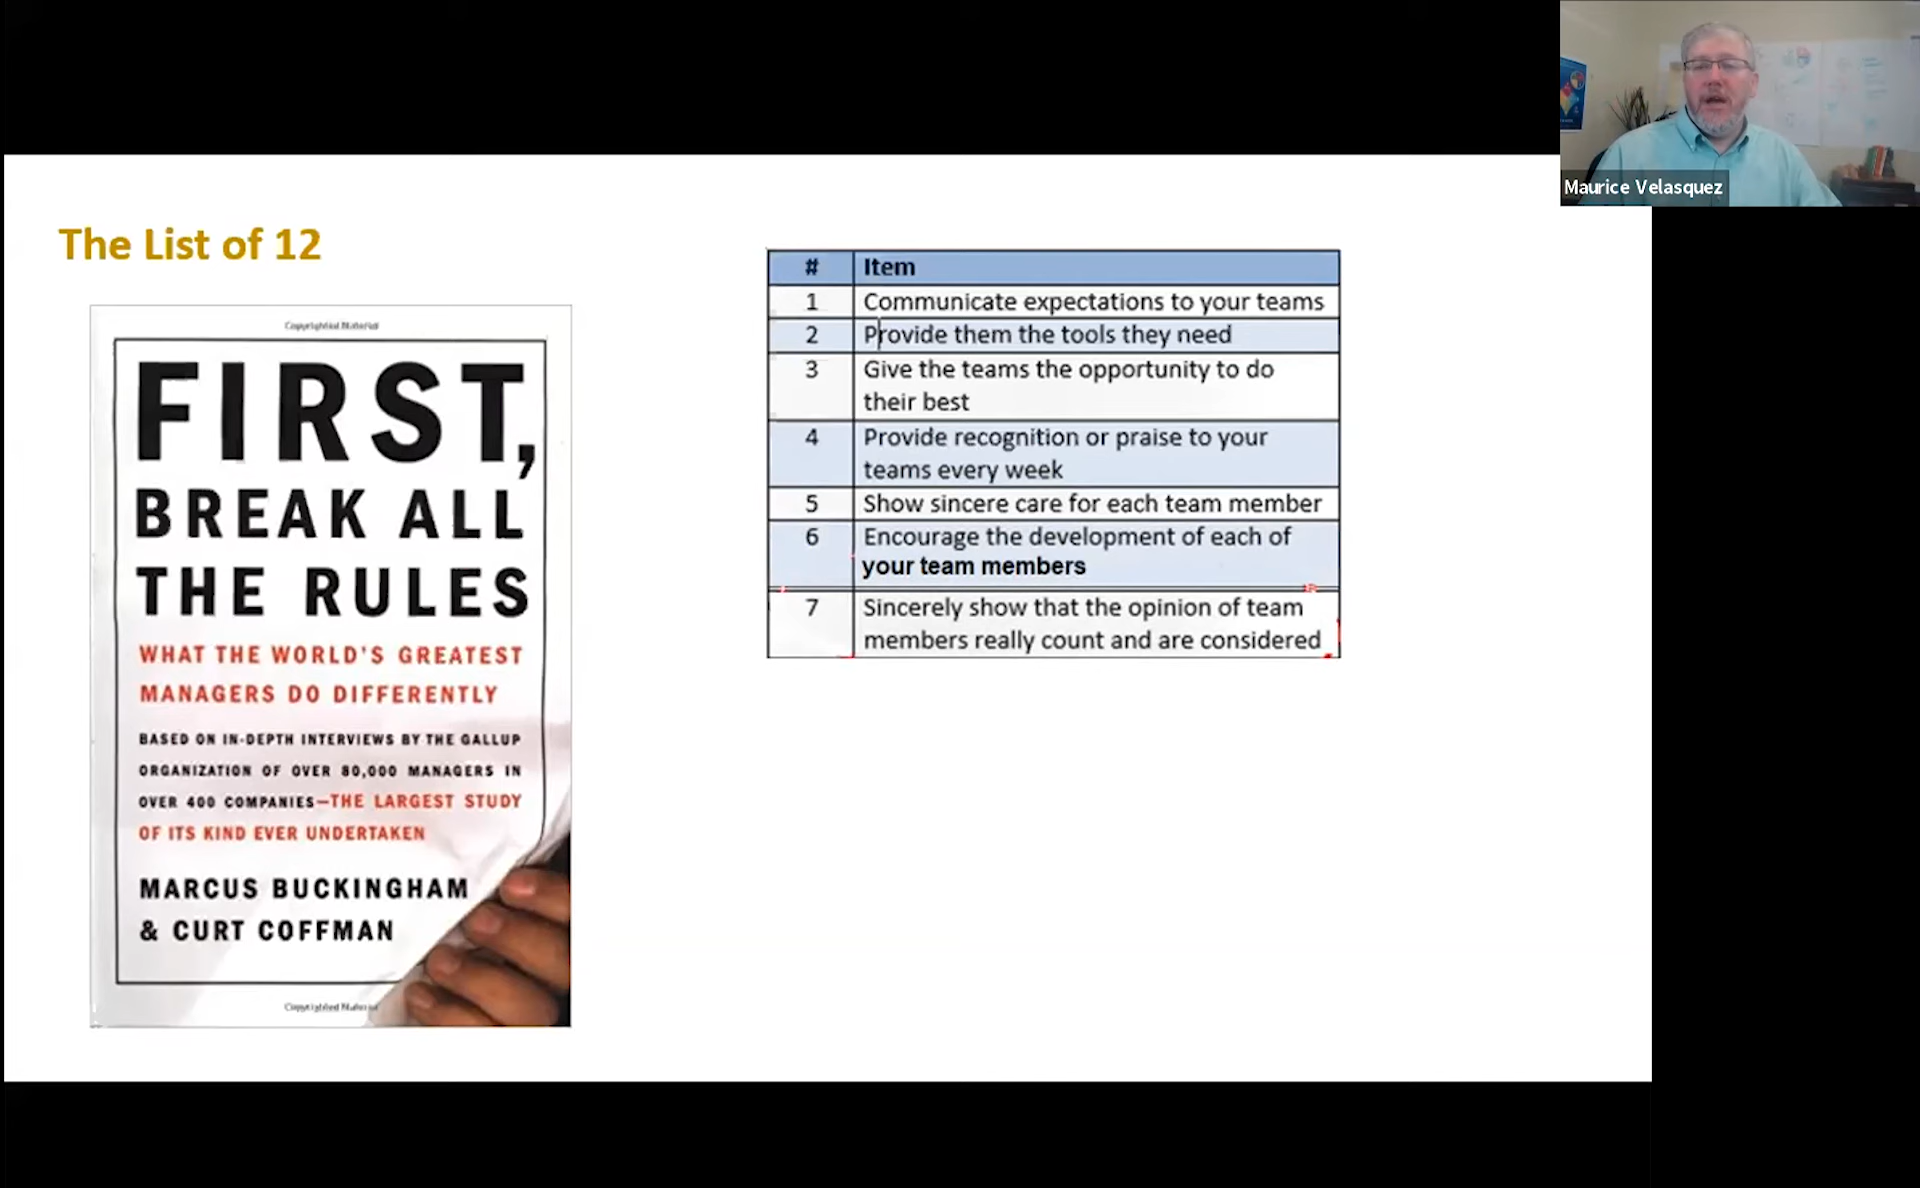 Maurice Velasquez
The List of 12
Copyrighted Material
FIRST,
BREAK ALL
THE RULES
WHAT THE WORLD'S GREATEST
MANAGERS DO DIFFERENTLY
BASED ON IN-DEPTH INTERVIEWS BY THE GALLUP
ORGANIZATION OF OVER 80,000 MANAGERS IN
OVER 400 COMPANIES—THE LARGEST STUDY
OF ITS KIND EVER UNDERTAKEN
MARCUS BUCKINGHAM
& CURT COFFMAN
Copyrighted Material
# Item
1 Communicate expectations to your teams
2 Provide them the tools they need
3 Give the teams the opportunity to do
their best
4 Provide recognition or praise to your
teams every week
5 Show sincere care for each team member
6 Encourage the development of each of
your team members
7 Sincerely show that the opinion of team
members really count and are considered